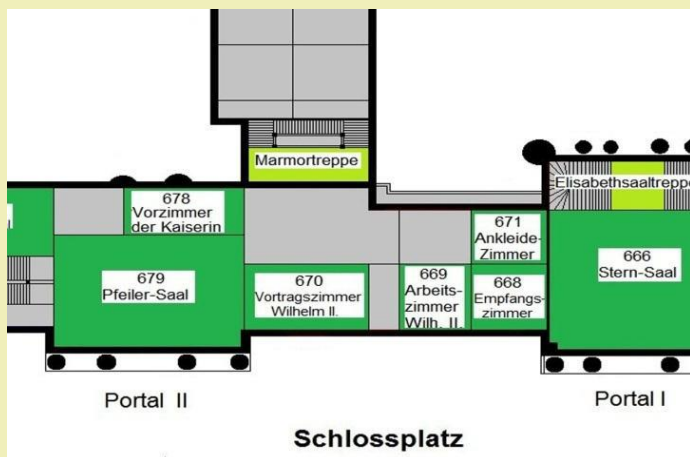 Marmortreppe
Elisabethsaaltreppe
678
Vorzimmer
der Kaiserin
671
Ankleide-
Zimmer
666
Stern-Saal
679
Pfeiler-Saal
670
Vortragszimmer
Wilhelm II.
669
Arbeits-
zimmer
Wilh. II.
668
Empfangs-
zimmer
Portal II
Portal I
Schlossplatz